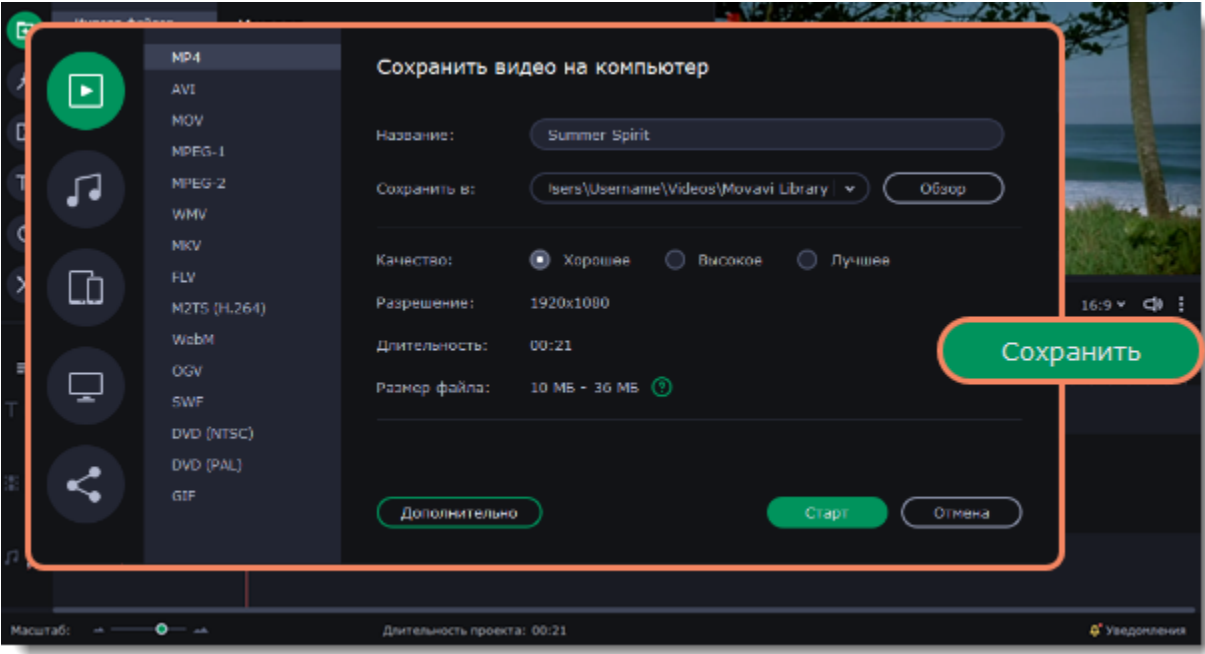 MP4
AVI
MOV
MPEG-1
MPEG-2
WMV
MKV
FLV
M2TS (H.264)
WebM
OGV
SWF
DVD (NTSC)
DVD (PAL)
GIF
Сохранить видео на компьютер
Название: Summer Spirit
Сохранить в: \Username\Videos\Movavi Library Обзор
Качество: Хорошее Высокое Лучшее
Разрешение: 1920x1080
Длительность: 00:21
Размер файла: 10 МБ - 36 МБ ?
Дополнительно Старт Отмена
16:9
Сохранить
Масштаб: Длительность проекта: 00:21 Уведомления